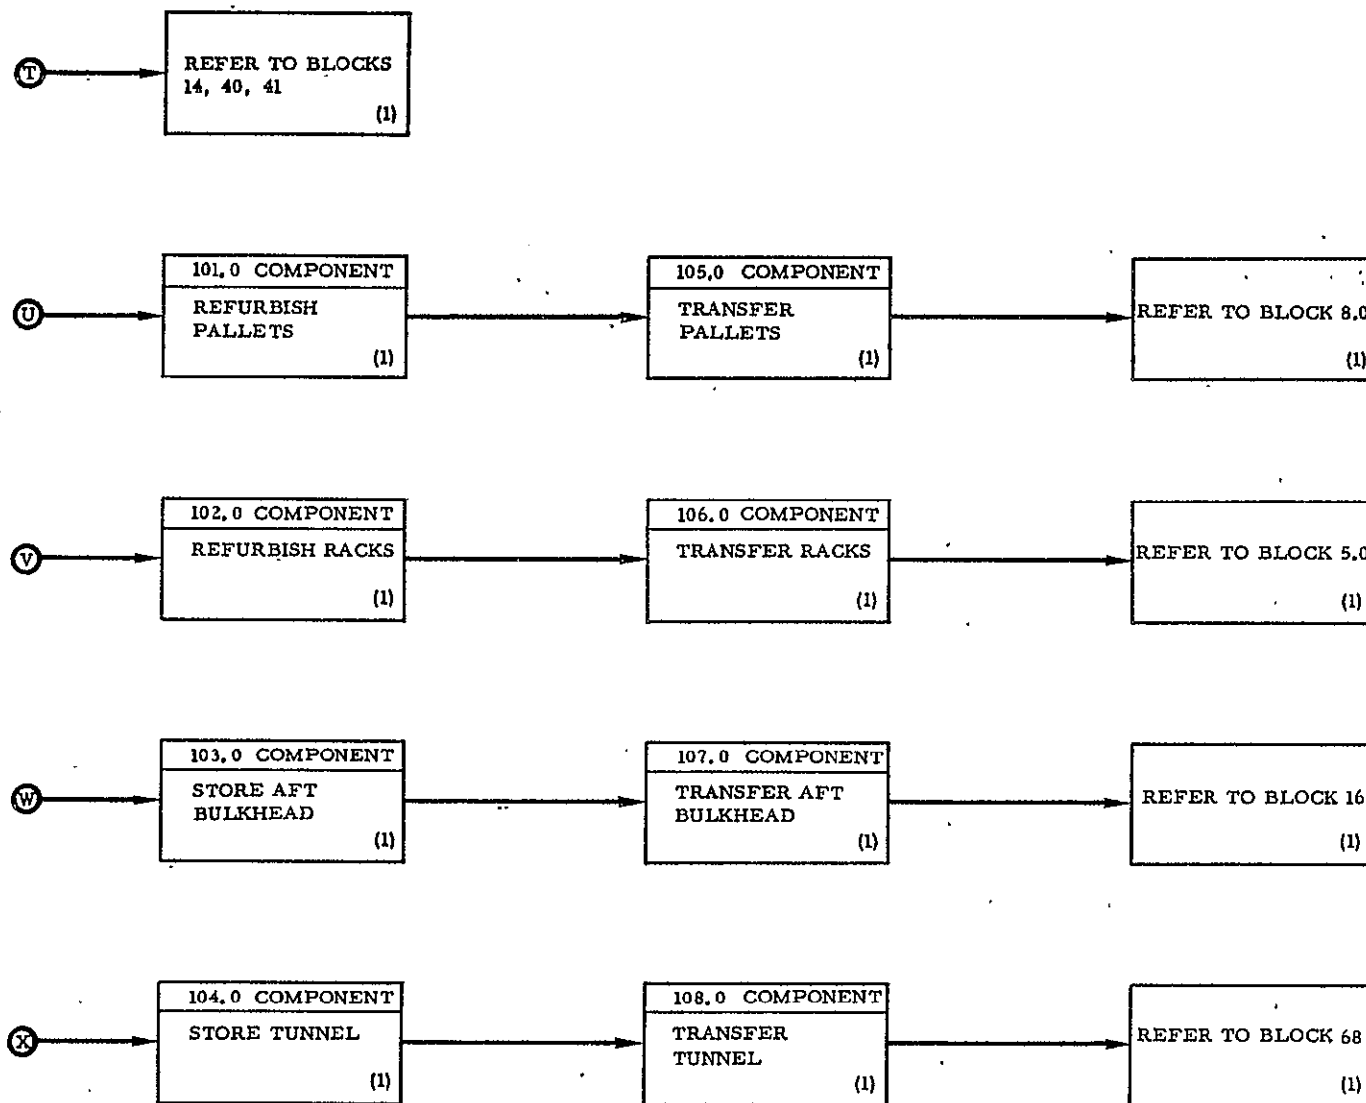 T
REFER TO BLOCKS
14, 40, 41
(1)
U
101.0 COMPONENT
REFURBISH
PALLETS
(1)
105.0 COMPONENT
TRANSFER
PALLETS
(1)
REFER TO BLOCK 8.0
(1)
V
102.0 COMPONENT
REFURBISH RACKS
(1)
106.0 COMPONENT
TRANSFER RACKS
(1)
REFER TO BLOCK 5.0
(1)
W
103.0 COMPONENT
STORE AFT
BULKHEAD
(1)
107.0 COMPONENT
TRANSFER AFT
BULKHEAD
(1)
REFER TO BLOCK 16
(1)
X
104.0 COMPONENT
STORE TUNNEL
(1)
108.0 COMPONENT
TRANSFER
TUNNEL
(1)
REFER TO BLOCK 68
(1)